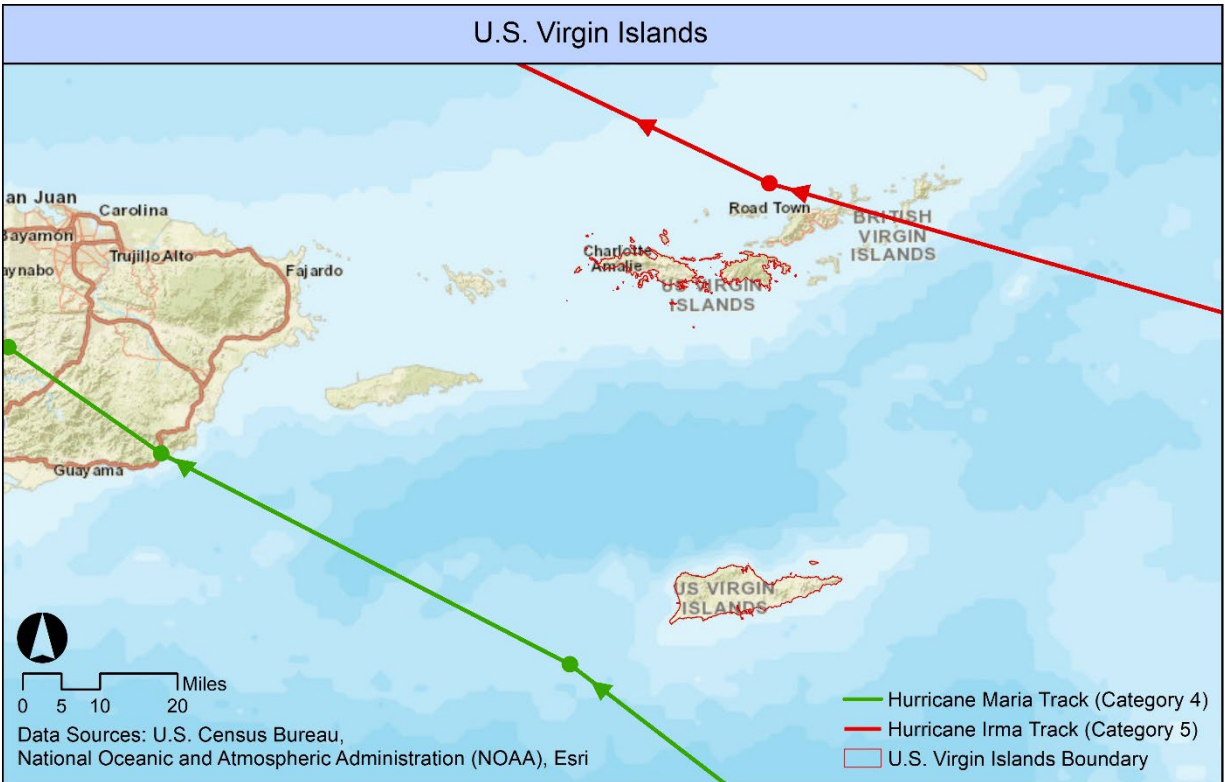 U.S. Virgin Islands
an Juan
Carolina
Bayamon
Trujillo Alto
aynabo
Fajardo
Road Town
BRITISH
VIRGIN
ISLANDS
Charlotte
Amalie
US VIRGIN
ISLANDS
Guayama
US VIRGIN
ISLANDS
Miles
0 5 10 20
Data Sources: U.S. Census Bureau,
National Oceanic and Atmospheric Administration (NOAA), Esri
Hurricane Maria Track (Category 4)
Hurricane Irma Track (Category 5)
U.S. Virgin Islands Boundary